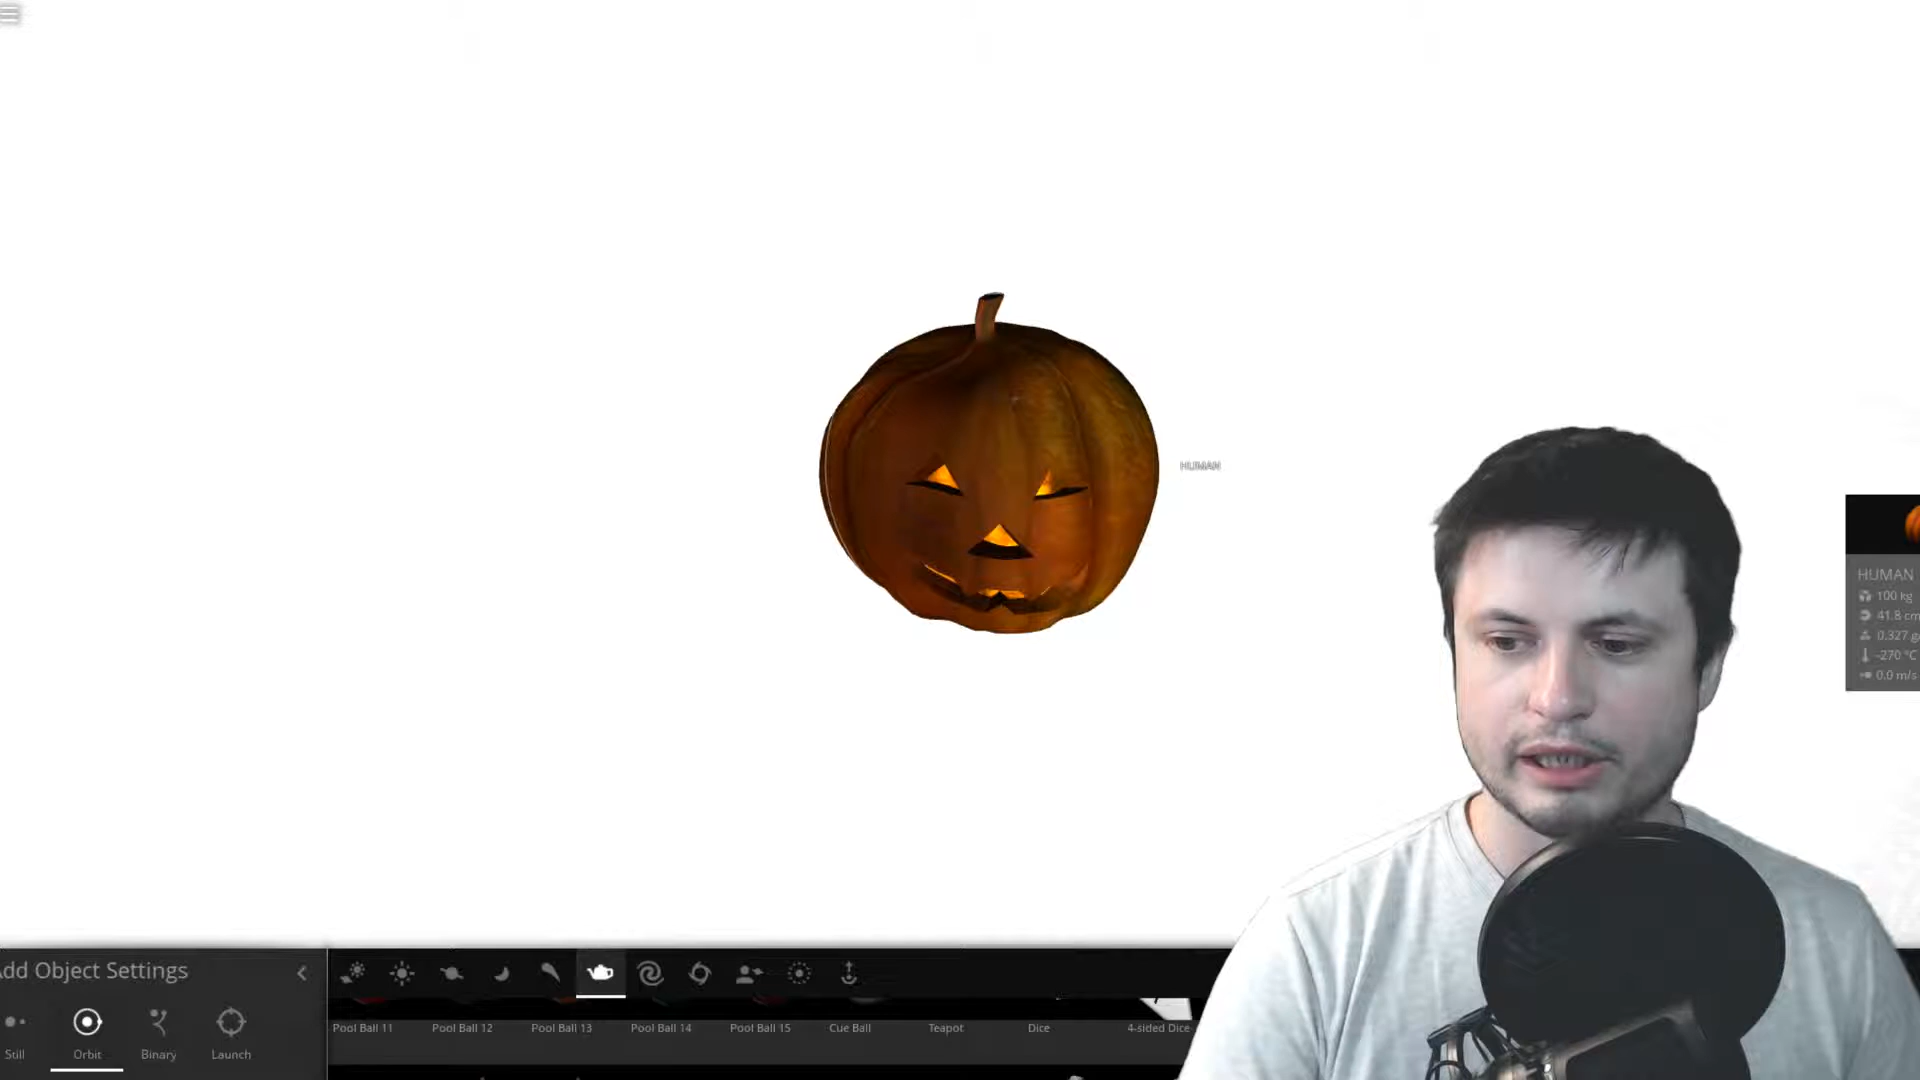 HUMAN
HUMAN
100 kg
41.8 cm
0.327 g
-270 °C
0.0 m/s
dd Object Settings
Pool Ball 11
Pool Ball 12
Pool Ball 13
Pool Ball 14
Pool Ball 15
Cue Ball
Teapot
Dice
4-sided Dice
Still
Orbit
Binary
Launch